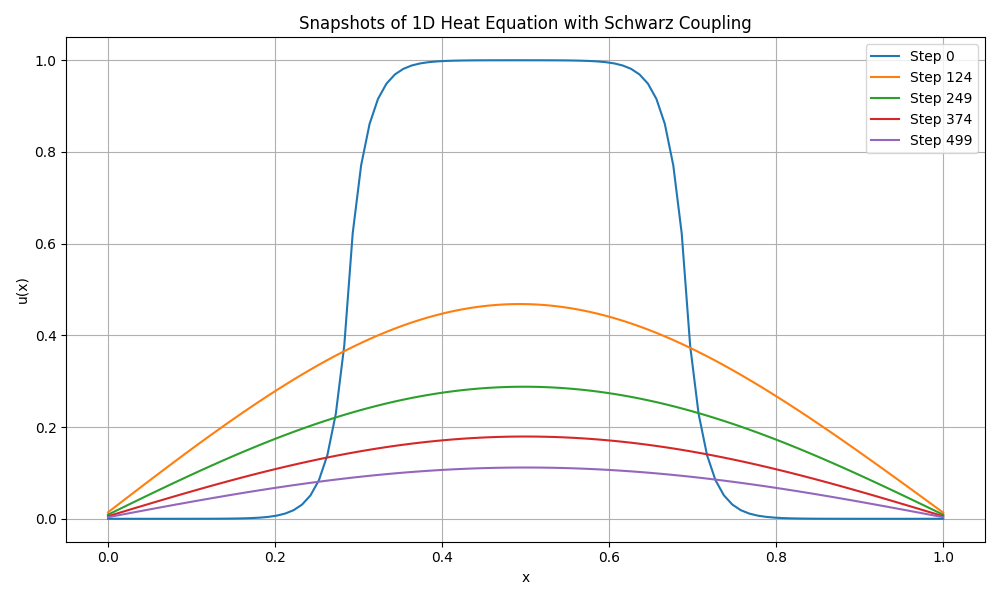 Snapshots of 1D Heat Equation with Schwarz Coupling
u(x)
1.0
0.8
0.6
0.4
0.2
0.0
0.0 0.2 0.4 0.6 0.8 1.0
x
Step 0
Step 124
Step 249
Step 374
Step 499